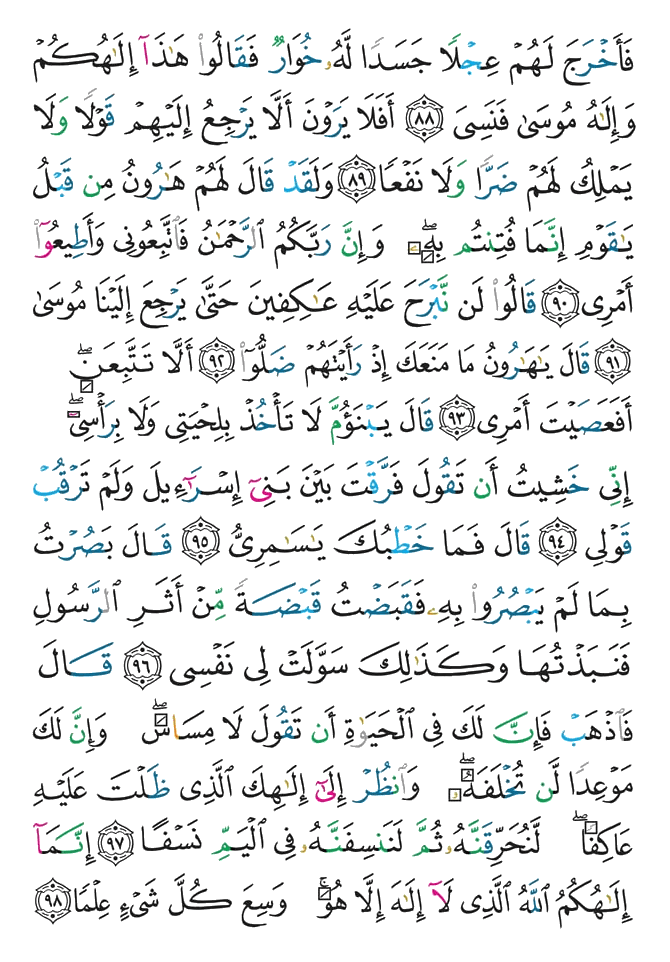 فَأَخْرَجَ لَهُمْ عِجْلًا جَسَدًا لَّهُۥ خُوَارٌ فَقَالُوا۟ هَـٰذَآ إِلَـٰهُكُمْ
وَإِلَـٰهُ مُوسَىٰ فَنَسِىَ ﴿٨٨﴾ أَفَلَا يَرَوْنَ أَلَّا يَرْجِعُ إِلَيْهِمْ قَوْلًا وَلَا
يَمْلِكُ لَهُمْ ضَرًّا وَلَا نَفْعًا ﴿٨٩﴾ وَلَقَدْ قَالَ لَهُمْ هَـٰرُونُ مِن قَبْلُ
يَـٰقَوْمِ إِنَّمَا فُتِنتُم بِهِۦۖ وَإِنَّ رَبَّكُمُ ٱلرَّحْمَـٰنُ فَٱتَّبِعُونِى وَأَطِيعُوٓا۟
أَمْرِى ﴿٩٠﴾ قَالُوا۟ لَن نَّبْرَحَ عَلَيْهِ عَـٰكِفِينَ حَتَّىٰ يَرْجِعَ إِلَيْنَا مُوسَىٰ
﴿٩١﴾ قَالَ يَـٰهَـٰرُونُ مَا مَنَعَكَ إِذْ رَأَيْتَهُمْ ضَلُّوٓا۟ ﴿٩٢﴾ أَلَّا تَتَّبِعَنِۖ
أَفَعَصَيْتَ أَمْرِى ﴿٩٣﴾ قَالَ يَبْنَؤُمَّ لَا تَأْخُذْ بِلِحْيَتِى وَلَا بِرَأْسِىٓۖ
إِنِّى خَشِيتُ أَن تَقُولَ فَرَّقْتَ بَيْنَ بَنِىٓ إِسْرَٰٓءِيلَ وَلَمْ تَرْقُبْ
قَوْلِى ﴿٩٤﴾ قَالَ فَمَا خَطْبُكَ يَـٰسَـٰمِرِىُّ ﴿٩٥﴾ قَالَ بَصُرْتُ
بِمَا لَمْ يَبْصُرُوا۟ بِهِۦ فَقَبَضْتُ قَبْضَةً مِّنْ أَثَرِ ٱلرَّسُولِ
فَنَبَذْتُهَا وَكَذَٰلِكَ سَوَّلَتْ لِى نَفْسِى ﴿٩٦﴾ قَالَ
فَٱذْهَبْ فَإِنَّ لَكَ فِى ٱلْحَيَوٰةِ أَن تَقُولَ لَا مِسَاسَۖ وَإِنَّ لَكَ
مَوْعِدًا لَّن تُخْلَفَهُۥۖ وَٱنظُرْ إِلَىٰٓ إِلَـٰهِكَ ٱلَّذِى ظَلْتَ عَلَيْهِ
عَاكِفًاۖ لَّنُحَرِّقَنَّهُۥ ثُمَّ لَنَنسِفَنَّهُۥ فِى ٱلْيَمِّ نَسْفًا ﴿٩٧﴾ إِنَّمَآ
إِلَـٰهُكُمُ ٱللَّهُ ٱلَّذِى لَآ إِلَـٰهَ إِلَّا هُوَۚ وَسِعَ كُلَّ شَىْءٍ عِلْمًا ﴿٩٨﴾